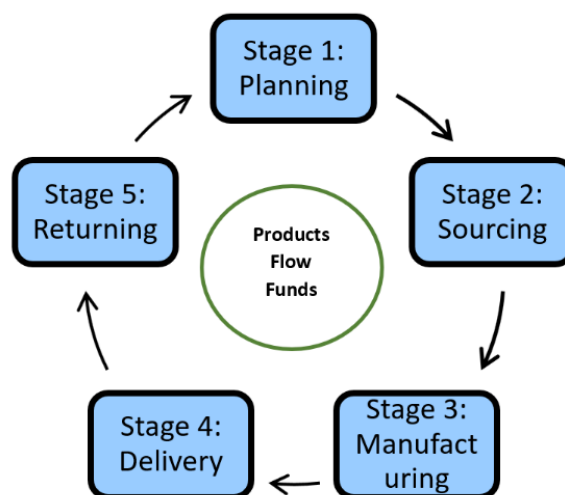 Stage 1:
Planning
Stage 2:
Sourcing
Stage 3:
Manufact
uring
Stage 4:
Delivery
Stage 5:
Returning
Products
Flow
Funds